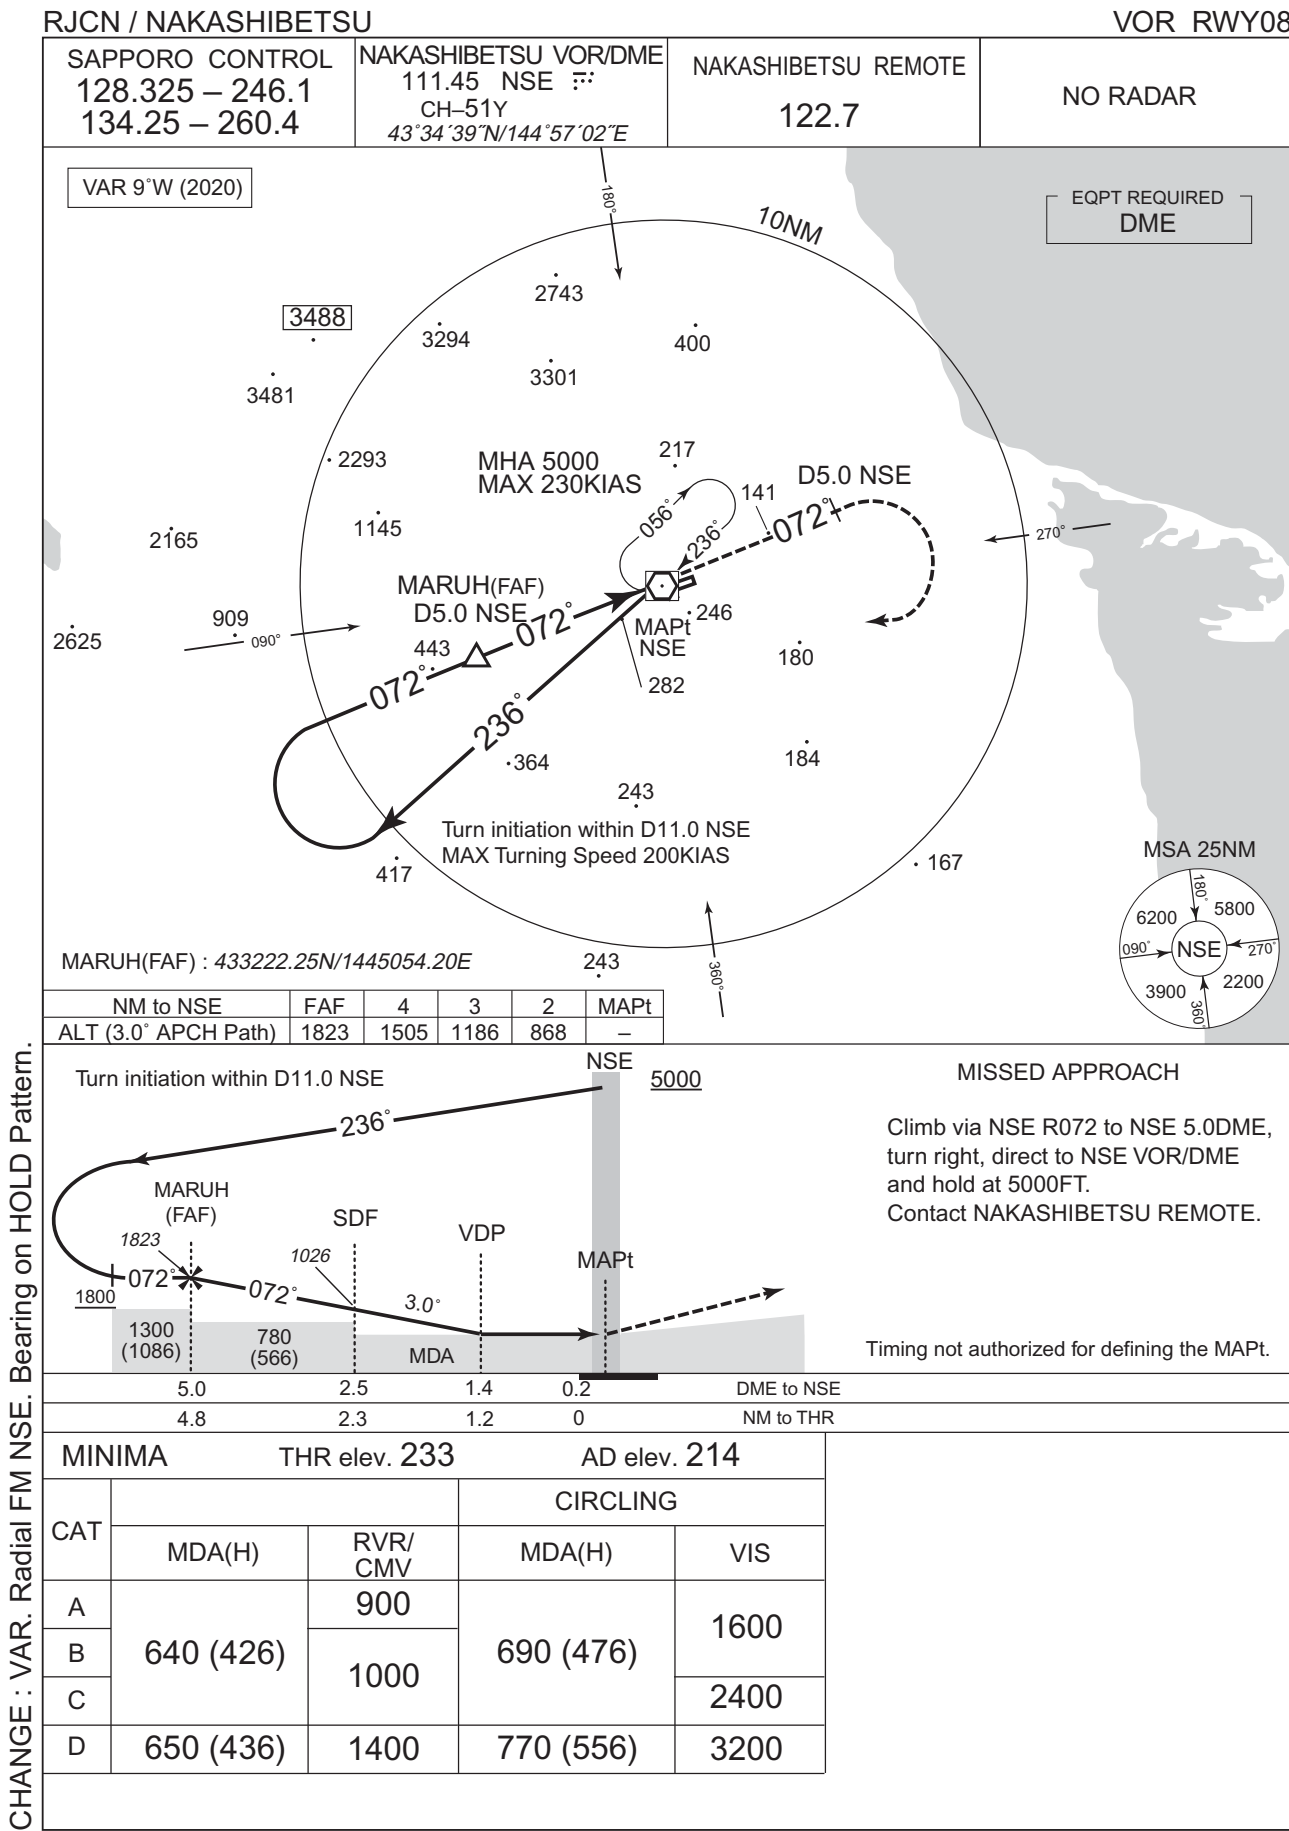 RJCN / NAKASHIBETSU
VOR RWY08
SAPPORO CONTROL
128.325 – 246.1
134.25 – 260.4
NAKASHIBETSU VOR/DME
111.45 NSE
CH–51Y
43°34´39˝N/144°57´02˝E
NAKASHIBETSU REMOTE
122.7
NO RADAR
VAR 9°W (2020)
EQPT REQUIRED
DME
180°
10NM
2743
3488
3294
400
3301
3481
2293
MHA 5000
MAX 230KIAS
217
D5.0 NSE
141
072°
056°
236°
270°
1145
2165
MARUH(FAF)
D5.0 NSE
909
2625
090°
072°
443
246
MAPt
NSE
180
072°
282
236°
364
184
243
Turn initiation within D11.0 NSE
MAX Turning Speed 200KIAS
417
167
MSA 25NM
180°
6200
5800
090°
NSE
270°
3900
2200
360°
MARUH(FAF) : 433222.25N/1445054.20E
243
360°
NM to NSE FAF 4 3 2 MAPt
ALT (3.0° APCH Path) 1823 1505 1186 868 –
Turn initiation within D11.0 NSE
NSE
5000
236°
MARUH
(FAF)
SDF
VDP
1823
1026
MAPt
072°
072°
3.0°
1800
1300
(1086)
780
(566)
MDA
MISSED APPROACH
Climb via NSE R072 to NSE 5.0DME,
turn right, direct to NSE VOR/DME
and hold at 5000FT.
Contact NAKASHIBETSU REMOTE.
Timing not authorized for defining the MAPt.
5.0 2.5 1.4 0.2 DME to NSE
4.8 2.3 1.2 0 NM to THR
MINIMA THR elev. 233 AD elev. 214
CAT
CIRCLING
MDA(H)
RVR/
CMV
MDA(H)
VIS
A
900
1600
B
640 (426)
1000
690 (476)
C
2400
D 650 (436) 1400 770 (556) 3200
CHANGE : VAR. Radial FM NSE. Bearing on HOLD Pattern.